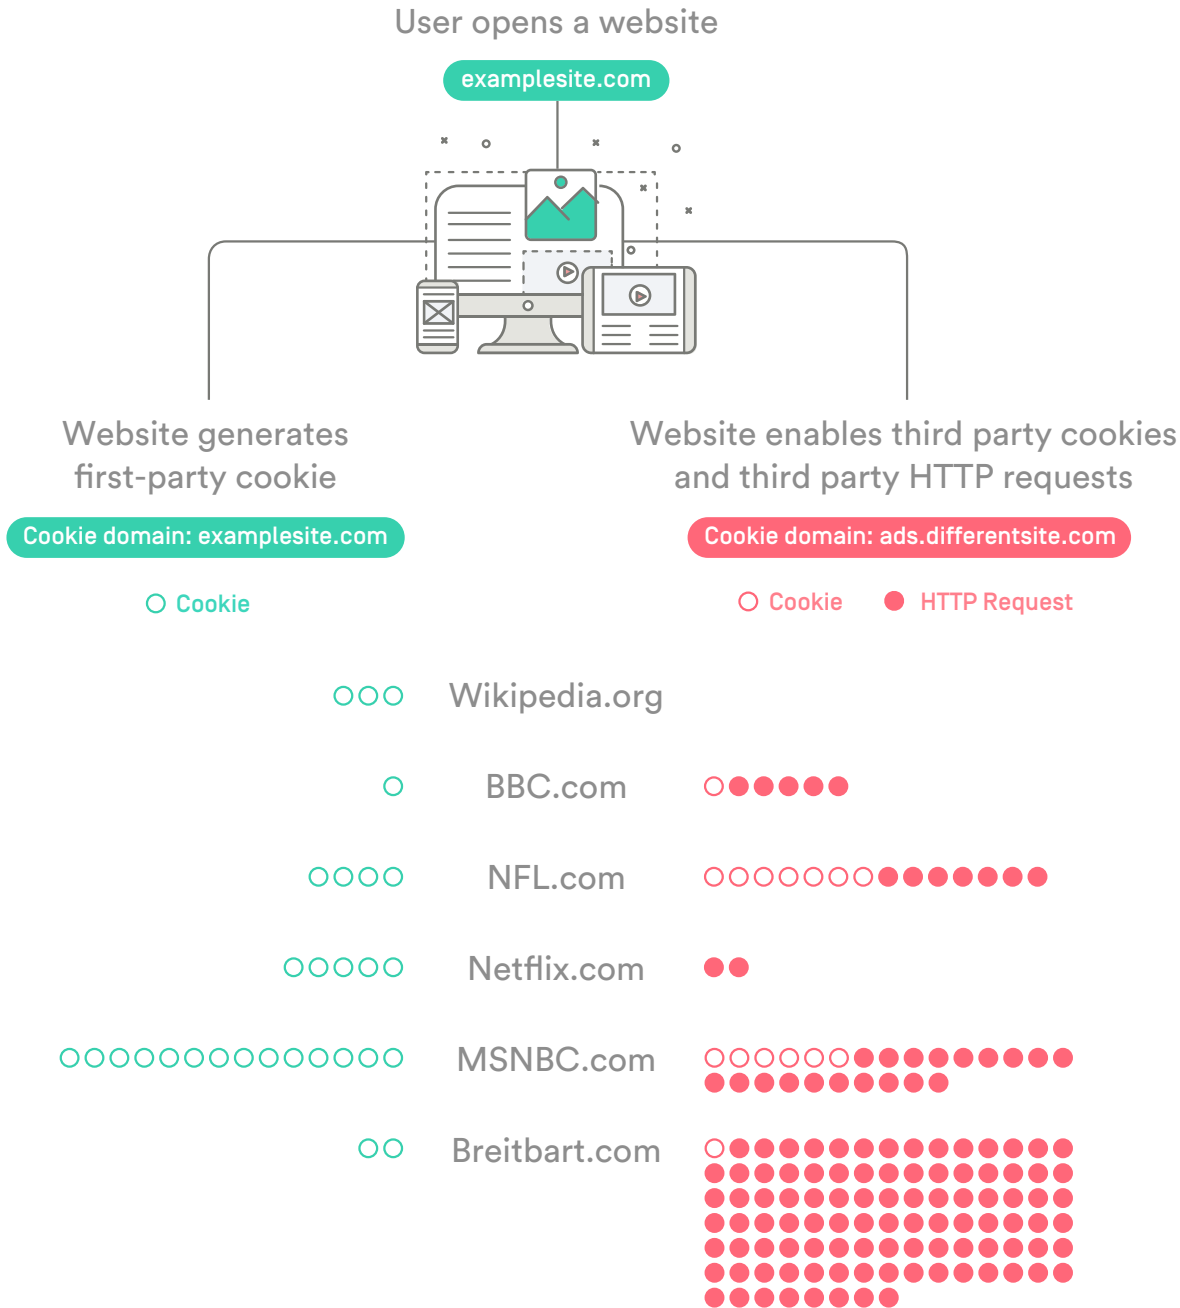 User opens a website
examplesite.com
Website generates
first-party cookie
Cookie domain: examplesite.com
Cookie
Website enables third party cookies
and third party HTTP requests
Cookie domain: ads.differentsite.com
Cookie
HTTP Request
Wikipedia.org
BBC.com
NFL.com
Netflix.com
MSNBC.com
Breitbart.com